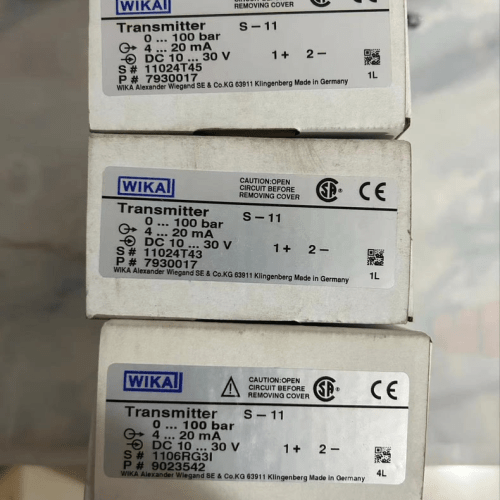 WIKAI
REMOVING COVER
Transmitter S-11
0 ... 100 bar
4 ... 20 mA
DC 10 ... 30 V 1+ 2-
S# 11024T45
P# 7930017 1L
WIKA Alexander Wiegand SE & Co.KG 63911 Klingenberg Made in Germany
WIKAI
CAUTION:OPEN
CIRCUIT BEFORE
REMOVING COVER
SA ® CE
Transmitter S-11
0 ... 100 bar
4 ... 20 mA
DC 10 ... 30 V 1+ 2-
S# 11024T43
P# 7930017 1L
WIKA Alexander Wiegand SE & Co.KG 63911 Klingenberg Made in Germany
WIKAI
CAUTION:OPEN
CIRCUIT BEFORE
REMOVING COVER
SA ® CE
Transmitter S-11
0 ... 100 bar
4 ... 20 mA
DC 10 ... 30 V 1+ 2-
S# 1106RG3I
P# 9023542 4L
WIKA Alexander Wiegand SE & Co.KG 63911 Klingenberg Made in Germany